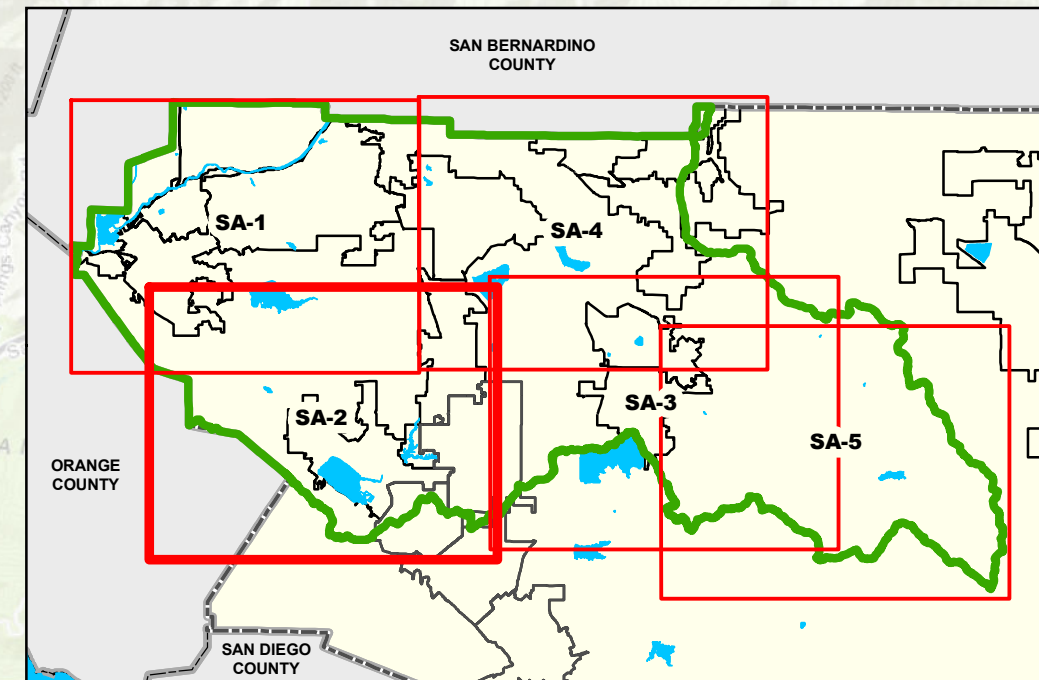 SAN BERNARDINO
COUNTY
SA-1
SA-4
SA-2
SA-3
SA-5
ORANGE
COUNTY
SAN DIEGO
COUNTY